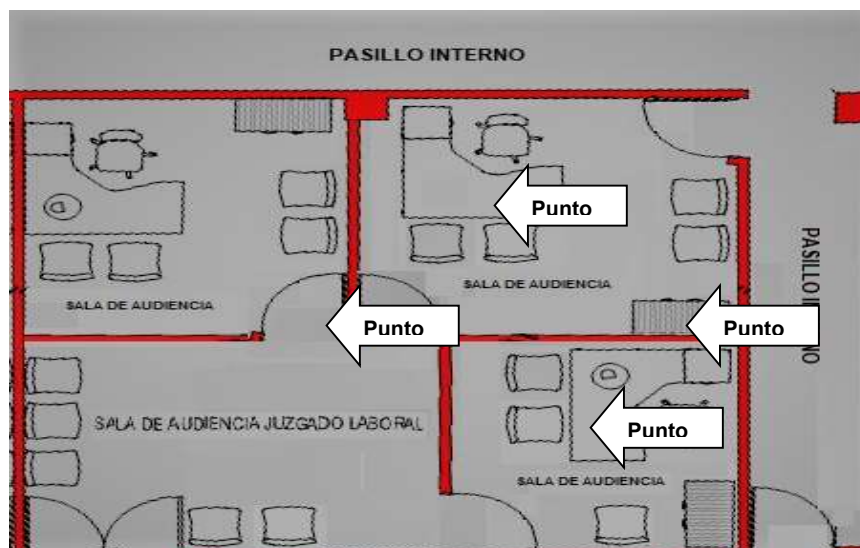 PASILLO INTERNO
Punto
SALA DE AUDIENCIA
SALA DE AUDIENCIA
PASILLO
NO
Punto
Punto
SALA DE AUDIENCIA JUZGADO LABORAL
Punto
SALA DE AUDIENCIA